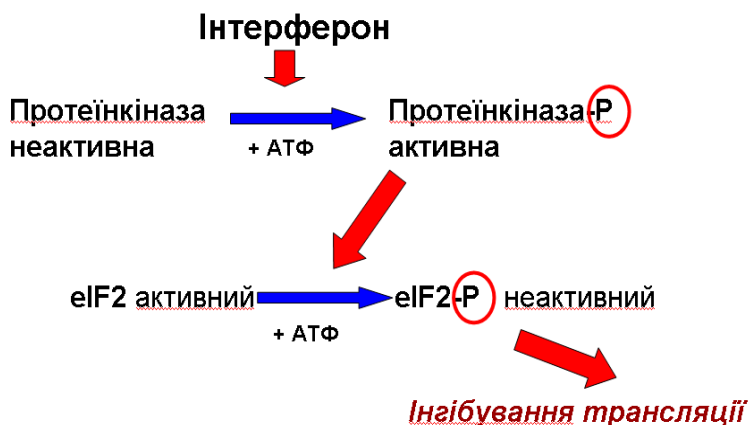 Інтерферон
Протеїнкіназа
неактивна
+ АТФ
Протеїнкіназа-Р
активна
eIF2 активний
+ АТФ
eIF2-Р неактивний
Інгібування трансляції